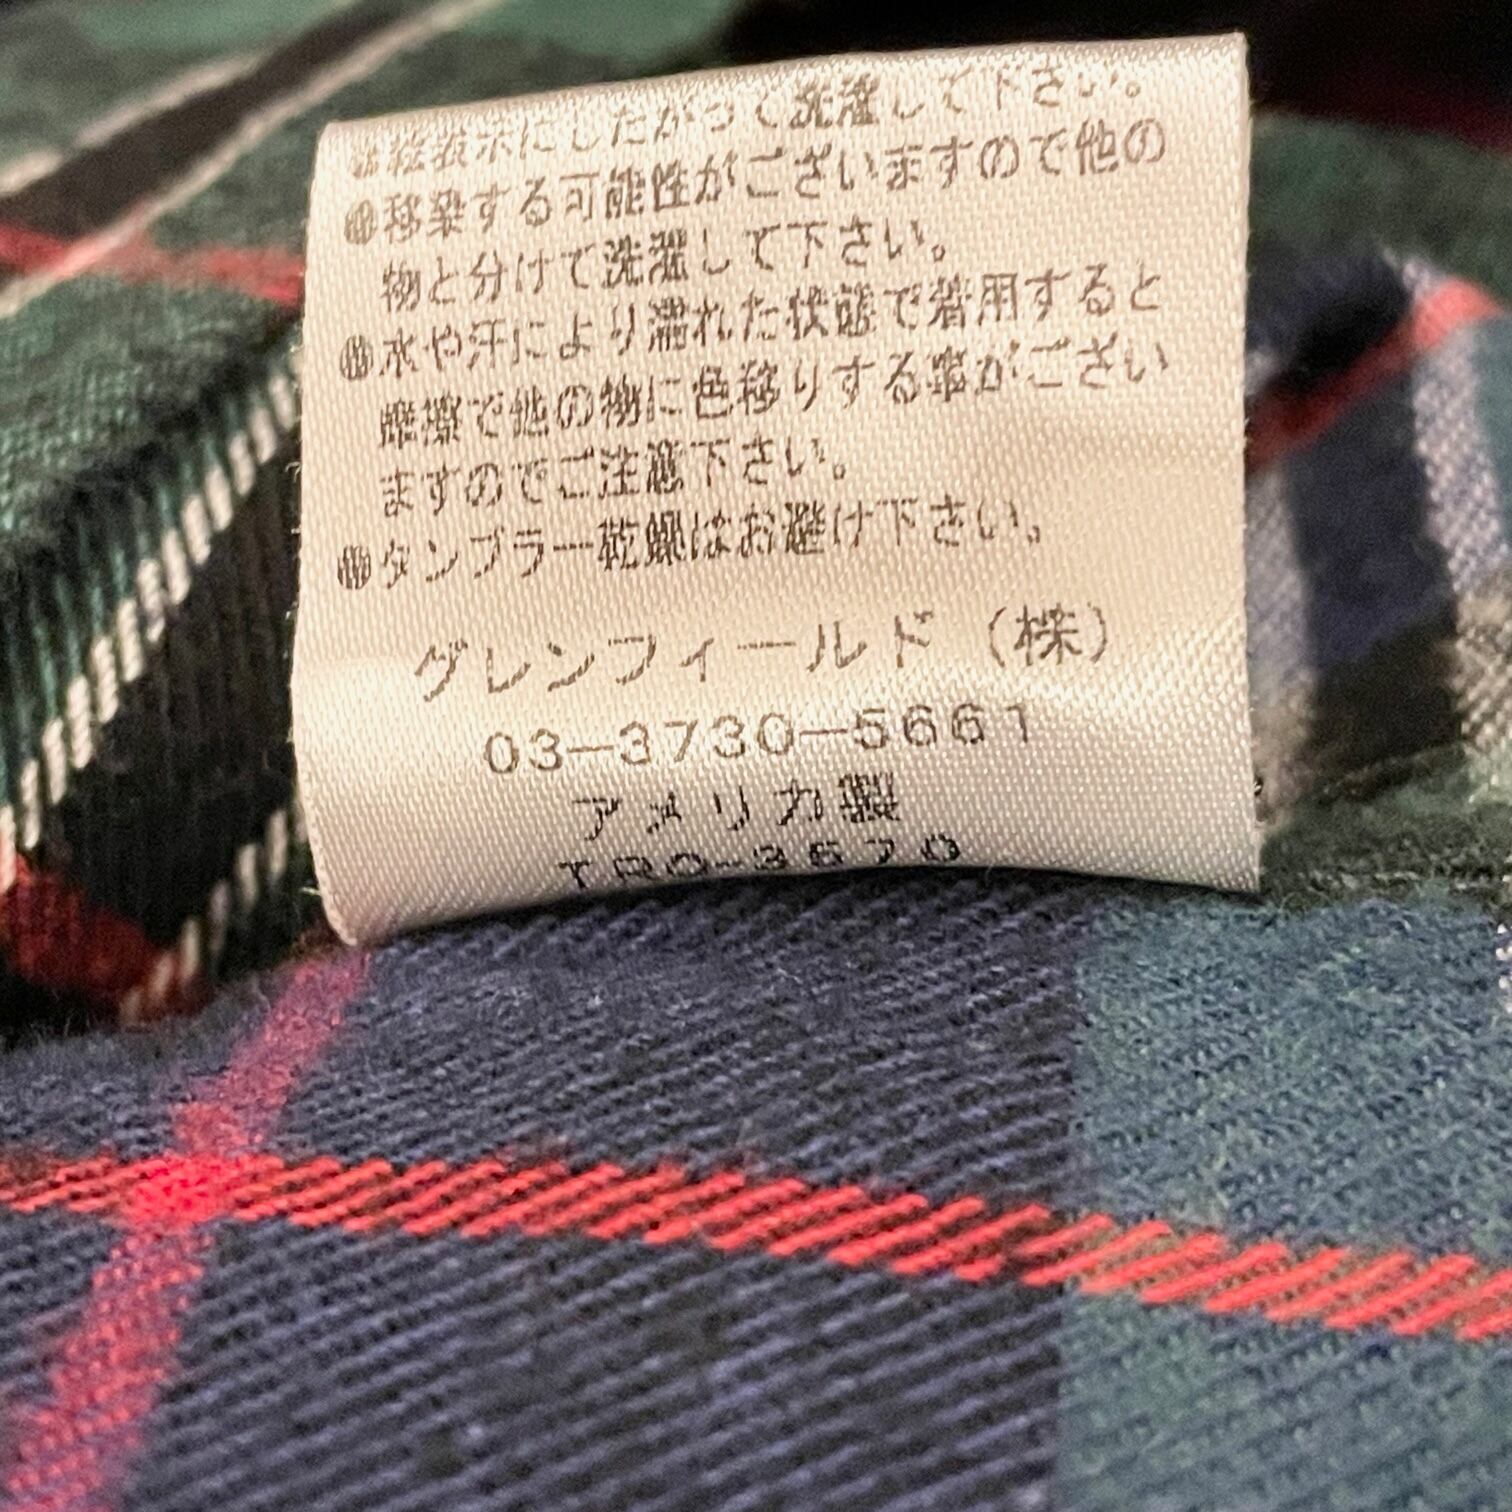 ※絵表示にしたがって洗濯して下さい。
●移染する可能性がございますので他の
物と分けて洗濯して下さい。
●水や汗により濡れた状態で着用すると
摩擦で他の物に色移りする事がござい
ますのでご注意下さい。
●タンブラー乾燥はお避け下さい。
グレンフィールド（株）
03-3730-5661
アメリカ製
TRO-3670